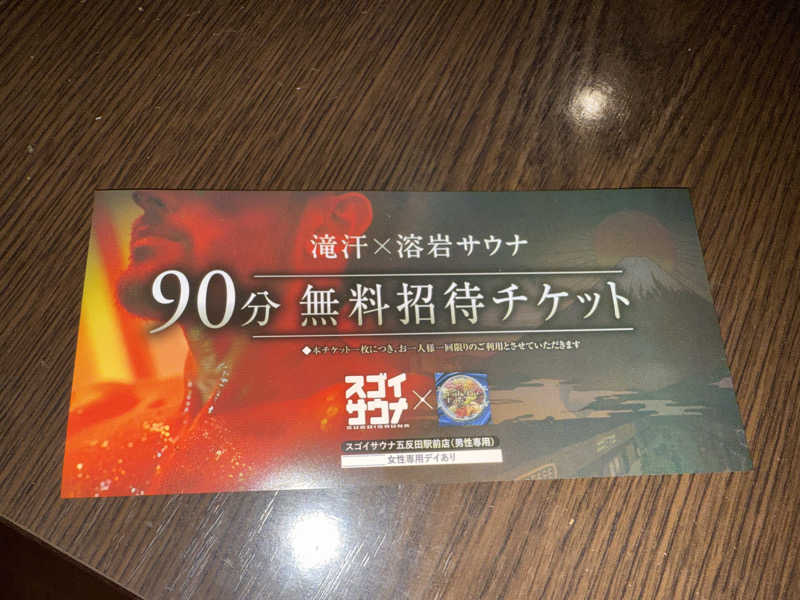 滝汗×溶岩サウナ
90分 無料招待チケット
◆本チケット一枚につき、お一人様一回限りのご利用とさせていただきます
スゴイ
サウナ
SUGOISAUNA
×
スゴイサウナ五反田駅前店(男性専用)
女性専用デイあり